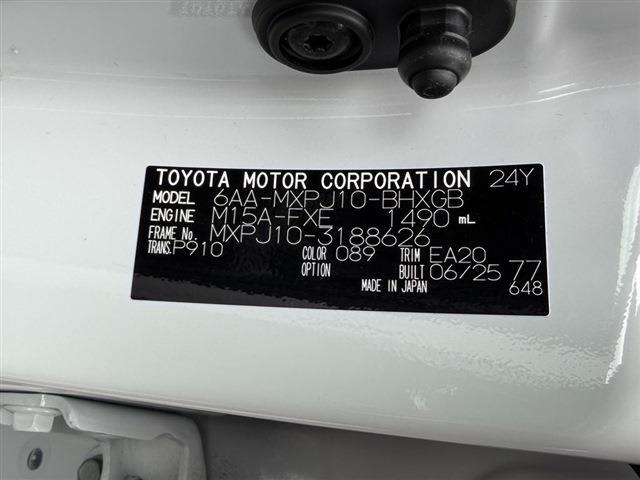 TOYOTA MOTOR CORPORATION 24Y
MODEL 6AA-MXPJ10-BHXGB
ENGINE M15A-FXE 1490 mL
FRAME No. MXPJ10-3188626
TRANS. P910 COLOR 089 TRIM EA20
OPTION BUILT 06/25 77
MADE IN JAPAN 648